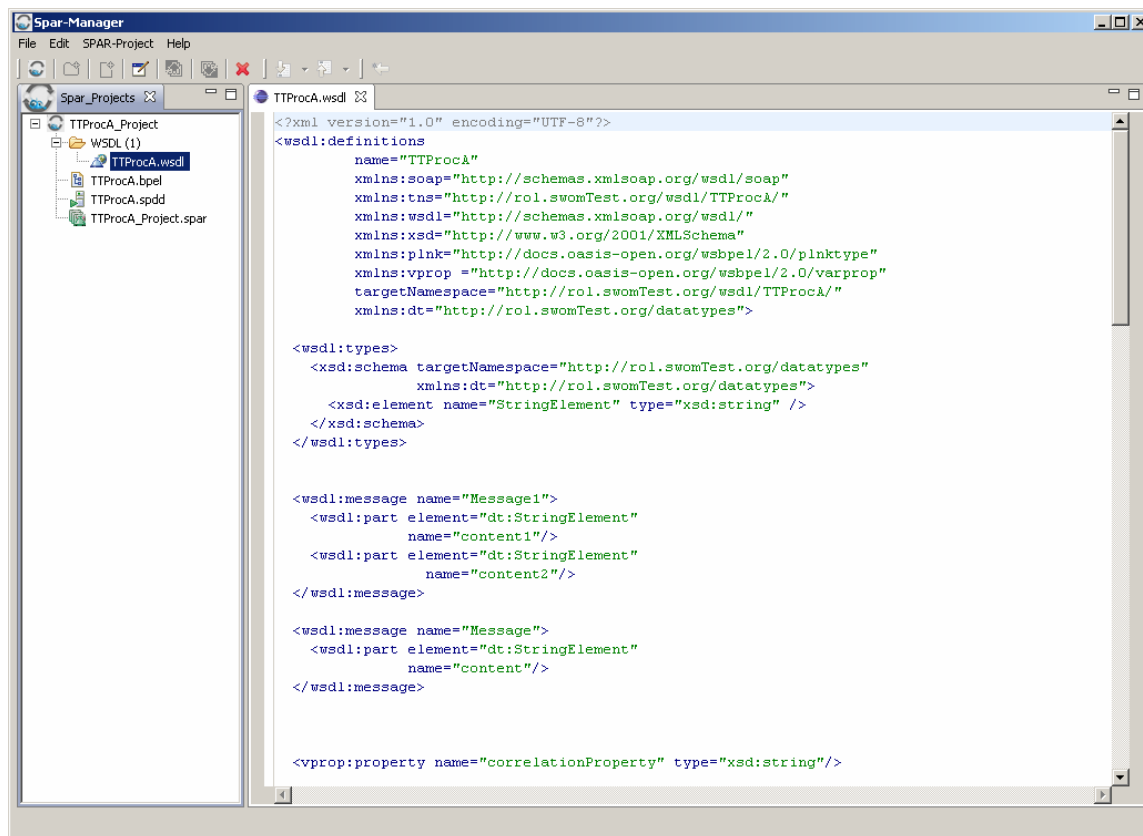 Spar-Manager
File Edit SPAR-Project Help
Spar_Projects
TTProcA_Project
WSDL (1)
TTProcA.wsdl
TTProcA.bpel
TTProcA.spdd
TTProcA_Project.spar
TTProcA.wsdl
<?xml version="1.0" encoding="UTF-8"?>
<wsdl:definitions
name="TTProcA"
xmlns:soap="http://schemas.xmlsoap.org/wsdl/soap"
xmlns:tns="http://rol.swomTest.org/wsdl/TTProcA/"
xmlns:wsdl="http://schemas.xmlsoap.org/wsdl/"
xmlns:xsd="http://www.w3.org/2001/XMLSchema"
xmlns:plnk="http://docs.oasis-open.org/wsbpel/2.0/plnktype"
xmlns:vprop ="http://docs.oasis-open.org/wsbpel/2.0/varprop"
targetNamespace="http://rol.swomTest.org/wsdl/TTProcA/"
xmlns:dt="http://rol.swomTest.org/datatypes">
<wsdl:types>
<xsd:schema targetNamespace="http://rol.swomTest.org/datatypes"
xmlns:dt="http://rol.swomTest.org/datatypes">
<xsd:element name="StringElement" type="xsd:string" />
</xsd:schema>
</wsdl:types>
<wsdl:message name="Message1">
<wsdl:part element="dt:StringElement"
name="content1"/>
<wsdl:part element="dt:StringElement"
name="content2"/>
</wsdl:message>
<wsdl:message name="Message">
<wsdl:part element="dt:StringElement"
name="content"/>
</wsdl:message>
<vprop:property name="correlationProperty" type="xsd:string"/>